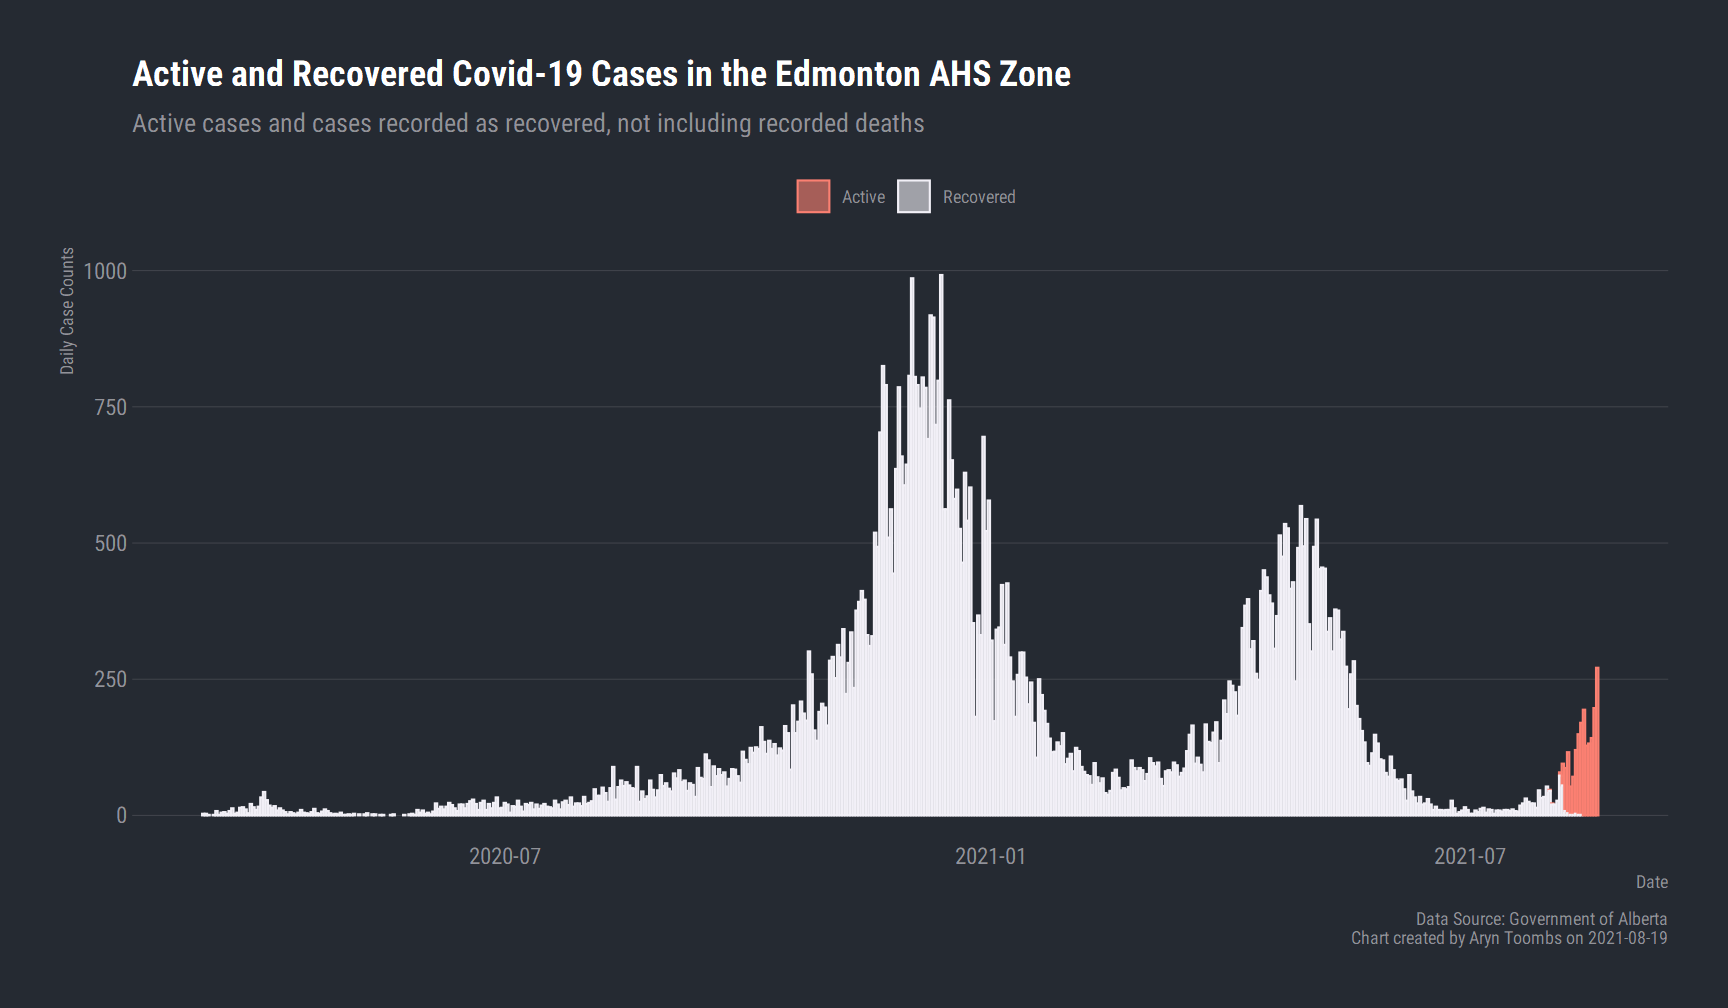 Active and Recovered Covid-19 Cases in the Edmonton AHS Zone
Active cases and cases recorded as recovered, not including recorded deaths
Active
Recovered
Daily Case Counts
1000
750
500
250
0
2020-07
2021-01
2021-07
Date
Data Source: Government of Alberta
Chart created by Aryn Toombs on 2021-08-19